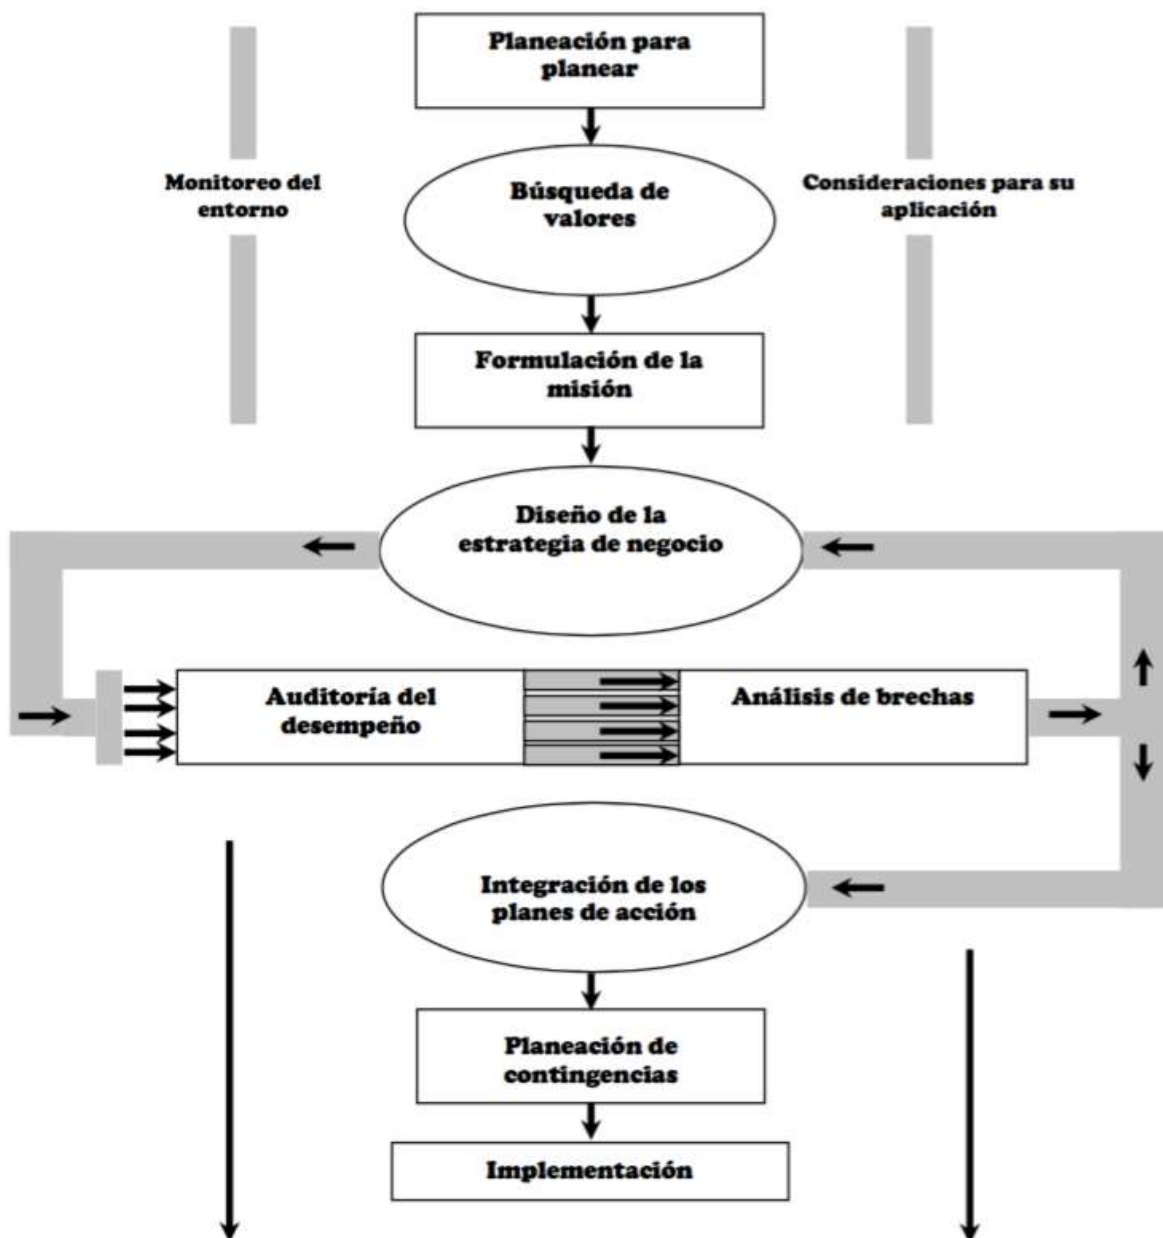 Planeación para
planear
Monitoreo del
entorno
Búsqueda de
valores
Consideraciones para su
aplicación
Formulación de la
misión
Diseño de la
estrategia de negocio
Auditoría del
desempeño
Análisis de brechas
Integración de los
planes de acción
Planeación de
contingencias
Implementación